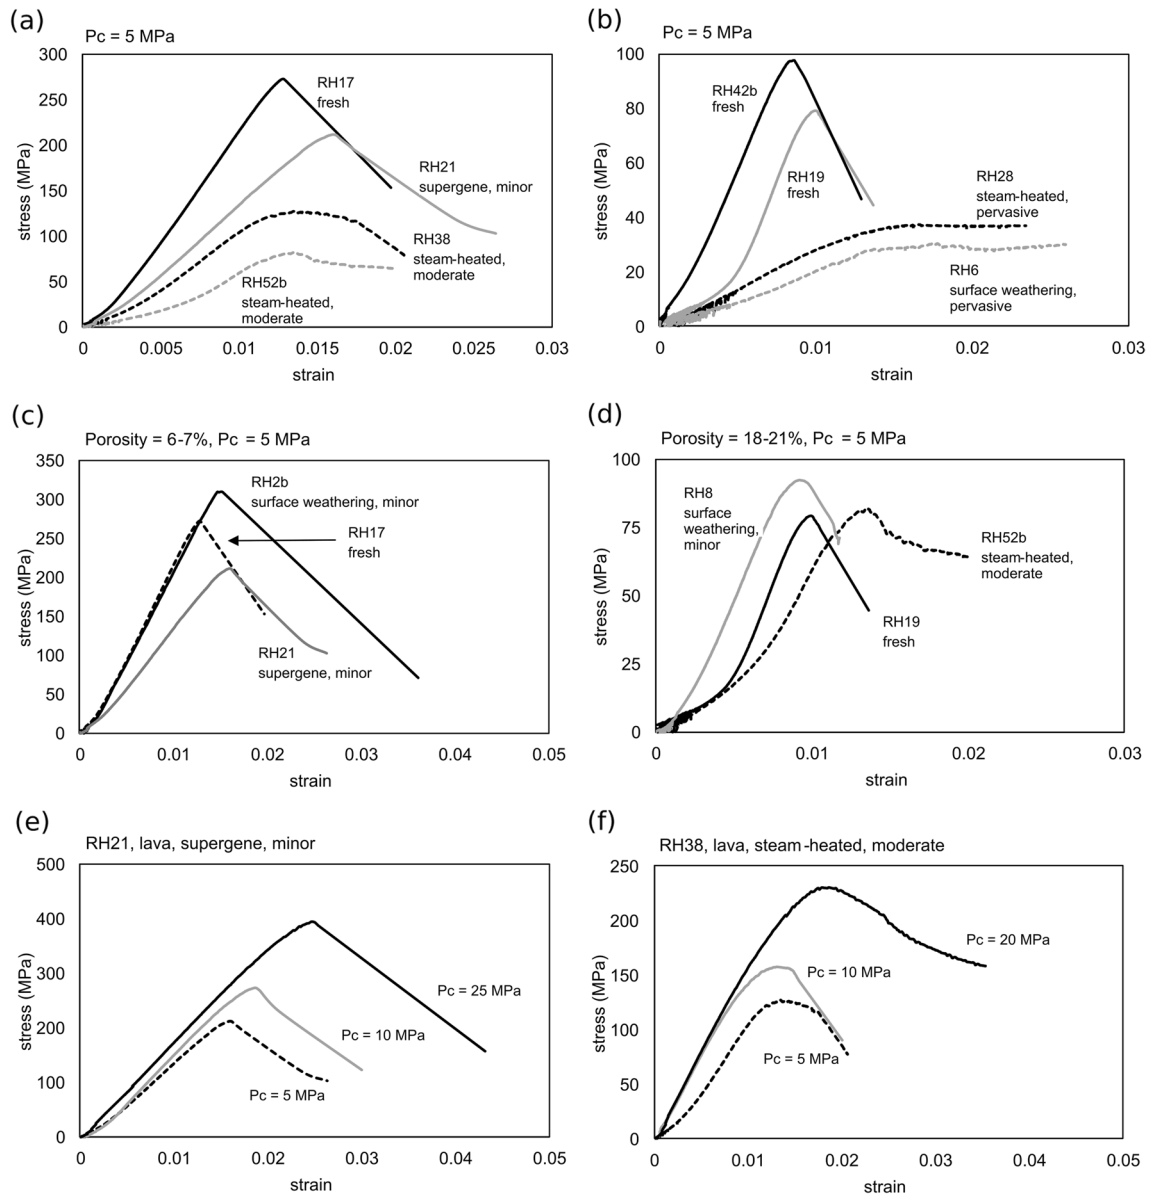 (a)
Pc = 5 MPa
300
250
200
150
100
50
0
stress (MPa)
RH17
fresh
RH21
supergene, minor
RH38
steam-heated,
moderate
RH52b
steam-heated,
moderate
0
0.005
0.01
0.015
0.02
0.025
0.03
strain
(b)
Pc = 5 MPa
100
80
60
40
20
0
stress (MPa)
RH42b
fresh
RH19
fresh
RH28
steam-heated,
pervasive
RH6
surface weathering,
pervasive
0
0.01
0.02
0.03
strain
(c)
Porosity = 6-7%, Pc = 5 MPa
350
300
250
200
150
100
50
0
stress (MPa)
RH2b
surface weathering, minor
RH17
fresh
RH21
supergene, minor
0
0.01
0.02
0.03
0.04
0.05
strain
(d)
Porosity = 18-21%, Pc = 5 MPa
100
75
50
25
0
stress (MPa)
RH8
surface
weathering,
minor
RH52b
steam-heated,
moderate
RH19
fresh
0
0.01
0.02
0.03
strain
(e)
RH21, lava, supergene, minor
500
400
300
200
100
0
stress (MPa)
Pc = 25 MPa
Pc = 10 MPa
Pc = 5 MPa
0
0.01
0.02
0.03
0.04
0.05
strain
(f)
RH38, lava, steam-heated, moderate
250
200
150
100
50
0
stress (MPa)
Pc = 20 MPa
Pc = 10 MPa
Pc = 5 MPa
0
0.01
0.02
0.03
0.04
0.05
strain